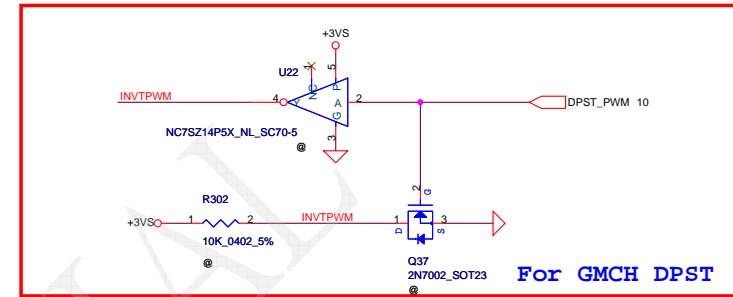 +3VS
U22
1
NC
5
P
INVTPWM
4
Y
A
2
DPST_PWM 10
G
3
NC7SZ14P5X_NL_SC70-5
@
R302
2
G
+3VS
1
2
INVTPWM
1
3
D
S
10K_0402_5%
@
Q37
2N7002_SOT23
@
For GMCH DPST